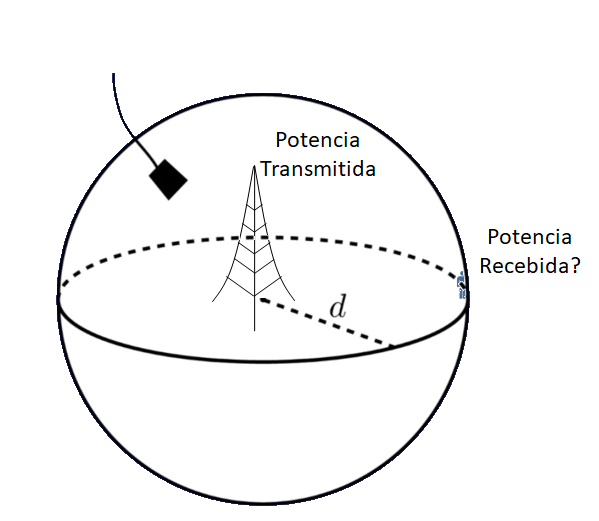 Potencia
Transmitida
Potencia
Recebida?
d